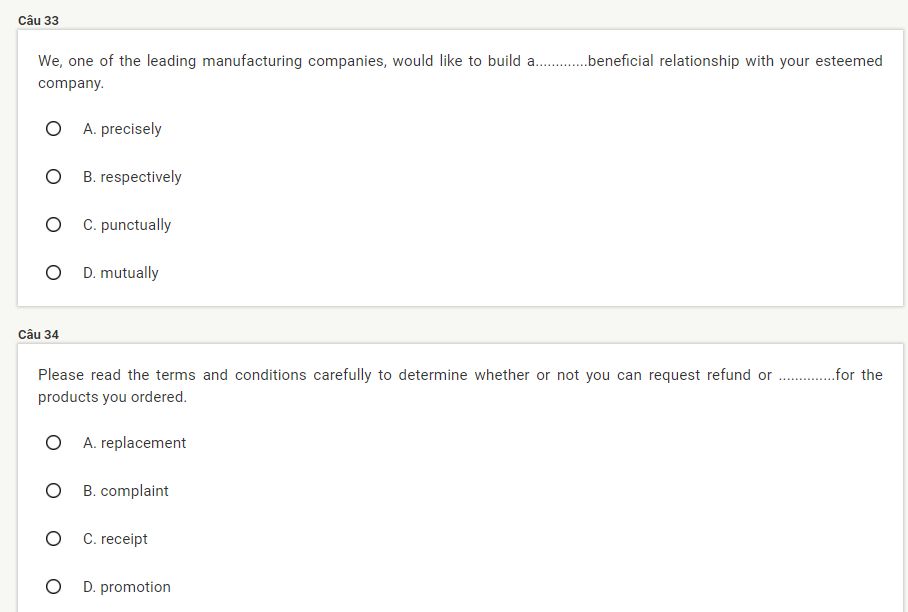 Câu 33
We, one of the leading manufacturing companies, would like to build a.............beneficial relationship with your esteemed
company.
A. precisely
B. respectively
C. punctually
D. mutually
Câu 34
Please read the terms and conditions carefully to determine whether or not you can request refund or ..............for the
products you ordered.
A. replacement
B. complaint
C. receipt
D. promotion